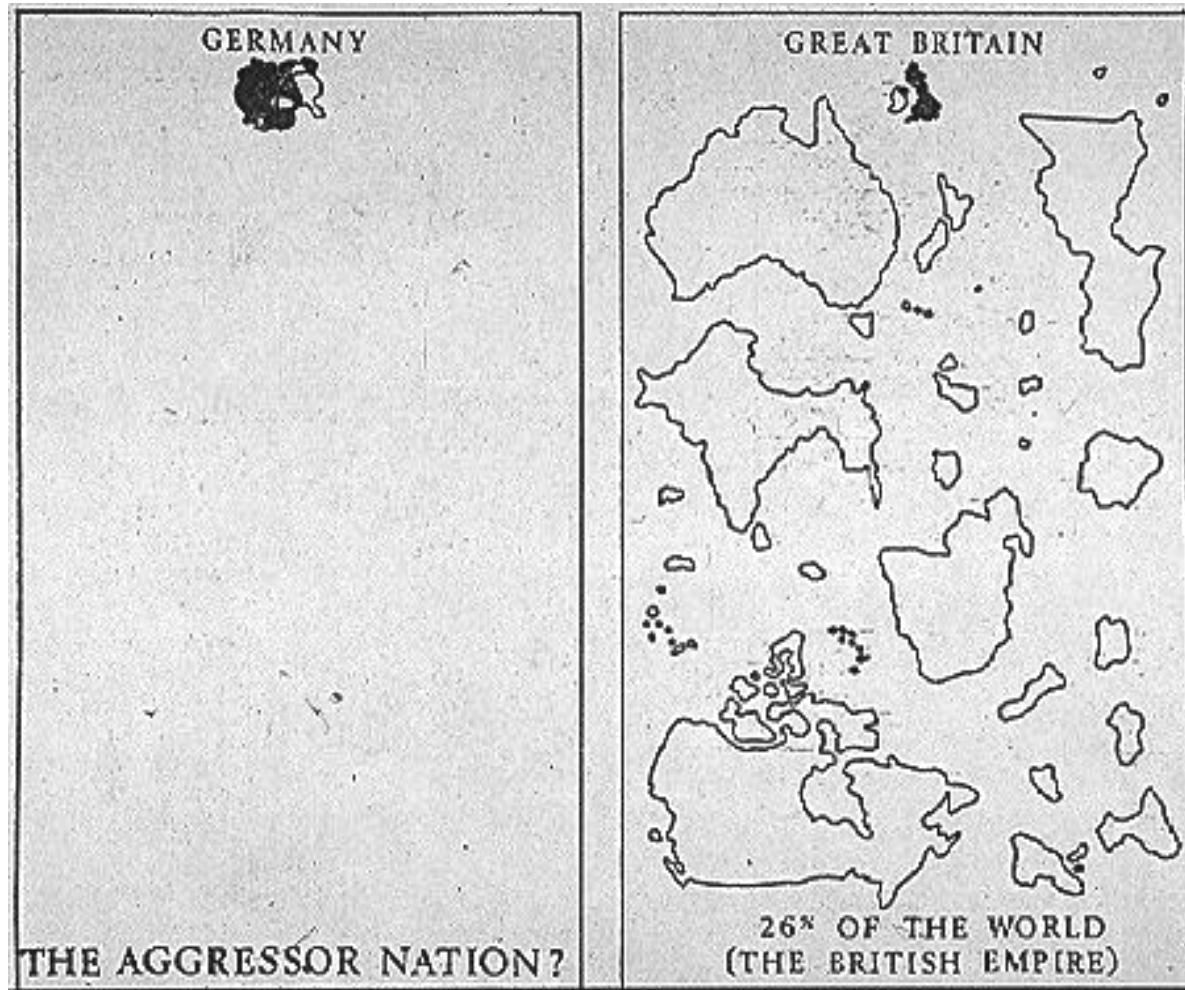 GERMANY
THE AGGRESSOR NATION?
GREAT BRITAIN
26% OF THE WORLD
(THE BRITISH EMPIRE)